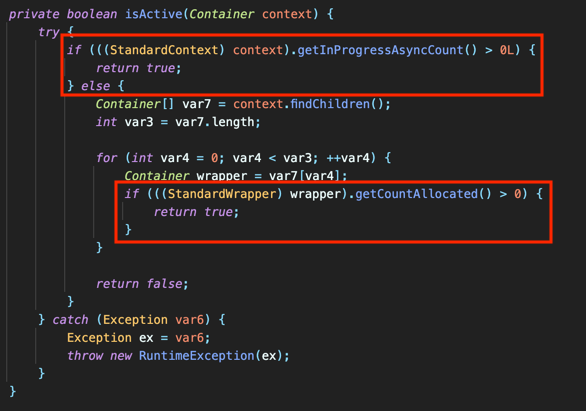 private boolean isActive(Container context) {
try {
if (((StandardContext) context).getInProgressAsyncCount() > 0L) {
return true;
} else {
Container[] var7 = context.findChildren();
int var3 = var7.length;
for (int var4 = 0; var4 < var3; ++var4) {
Container wrapper = var7[var4];
if (((StandardWrapper) wrapper).getCountAllocated() > 0) {
return true;
}
}
return false;
}
} catch (Exception var6) {
Exception ex = var6;
throw new RuntimeException(ex);
}
}